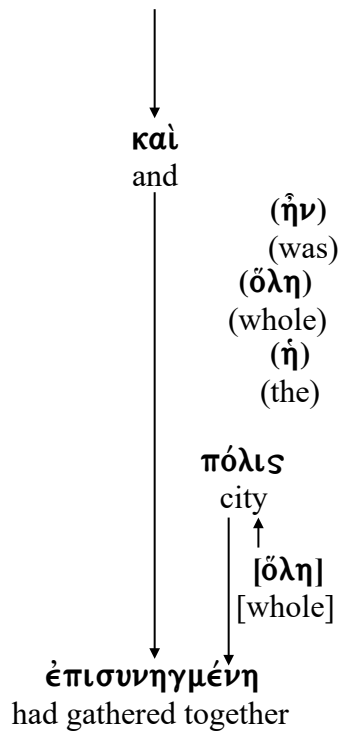 καὶ
and
(ἦν)
(was)
(ὅλη)
(whole)
(ἡ)
(the)
πόλις
city
[ὅλη]
[whole]
ἐπισυνηγμένη
had gathered together